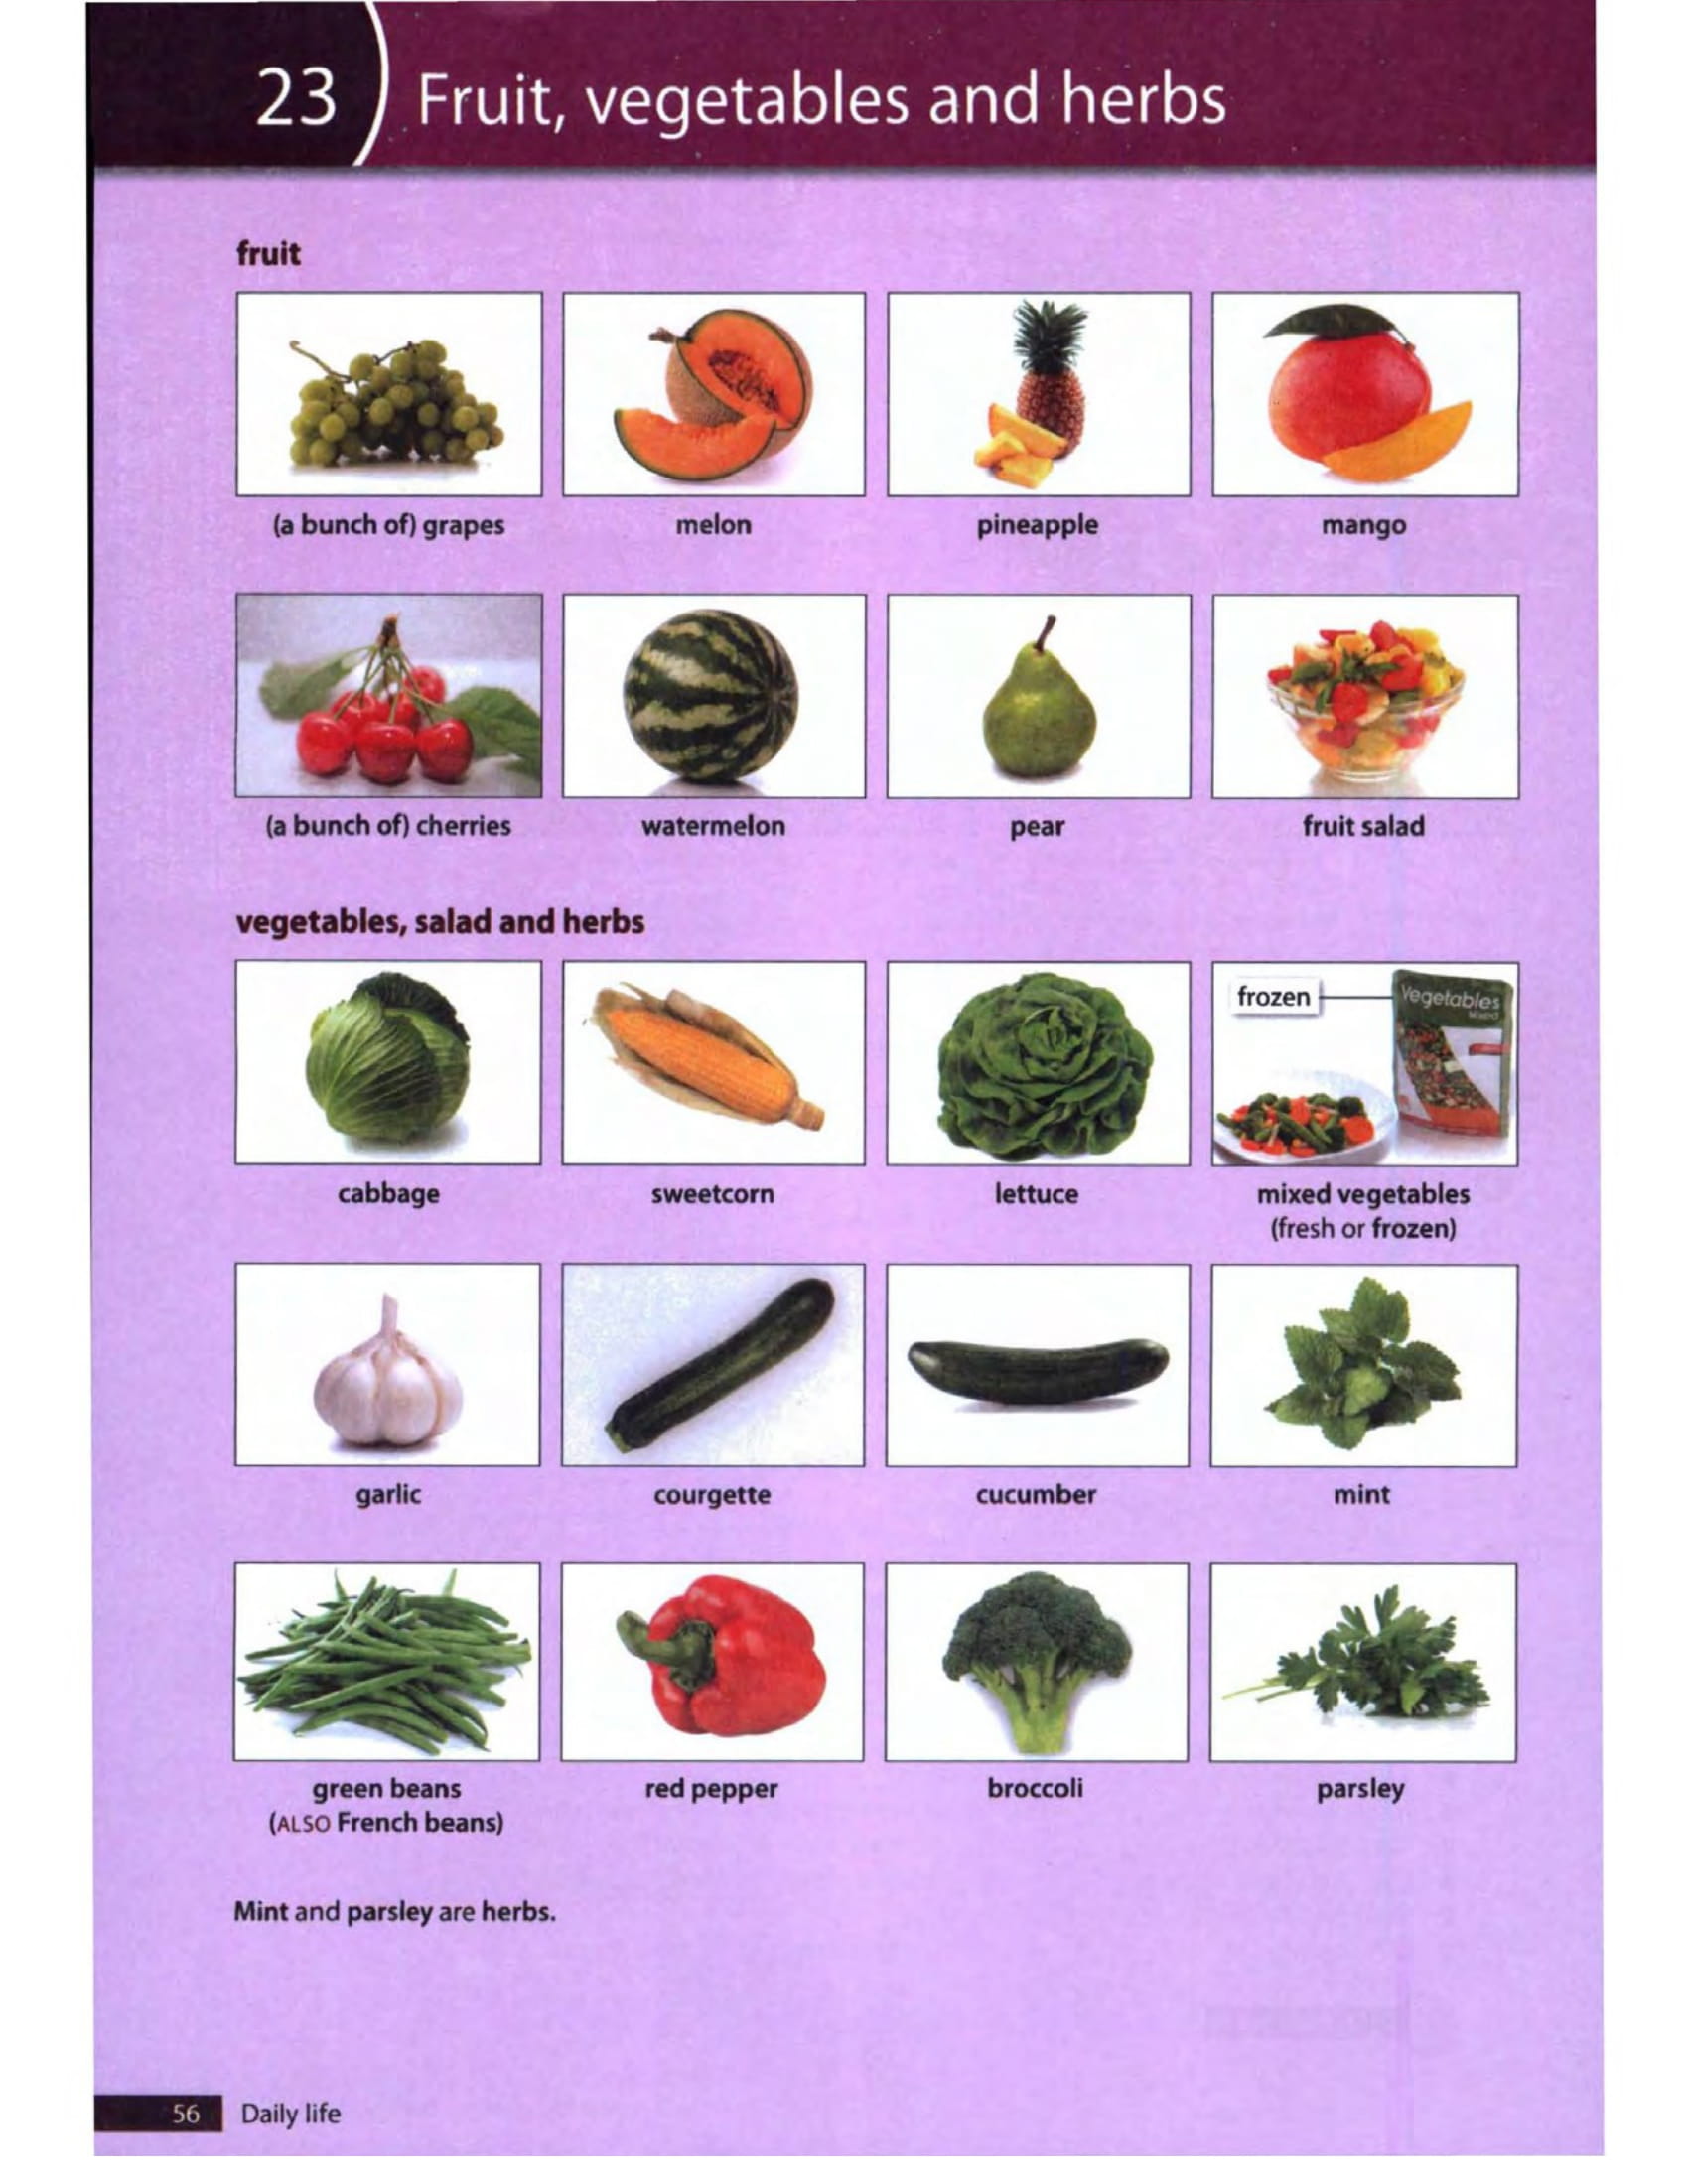 23
Fruit, vegetables and herbs
fruit
(a bunch of) grapes
melon
pineapple
mango
(a bunch of) cherries
watermelon
pear
fruit salad
vegetables, salad and herbs
frozen
Vegetables
Mixed
cabbage
sweetcorn
lettuce
mixed vegetables
(fresh or frozen)
garlic
courgette
cucumber
mint
green beans
(ALSO French beans)
red pepper
broccoli
parsley
Mint and parsley are herbs.
56
Daily life